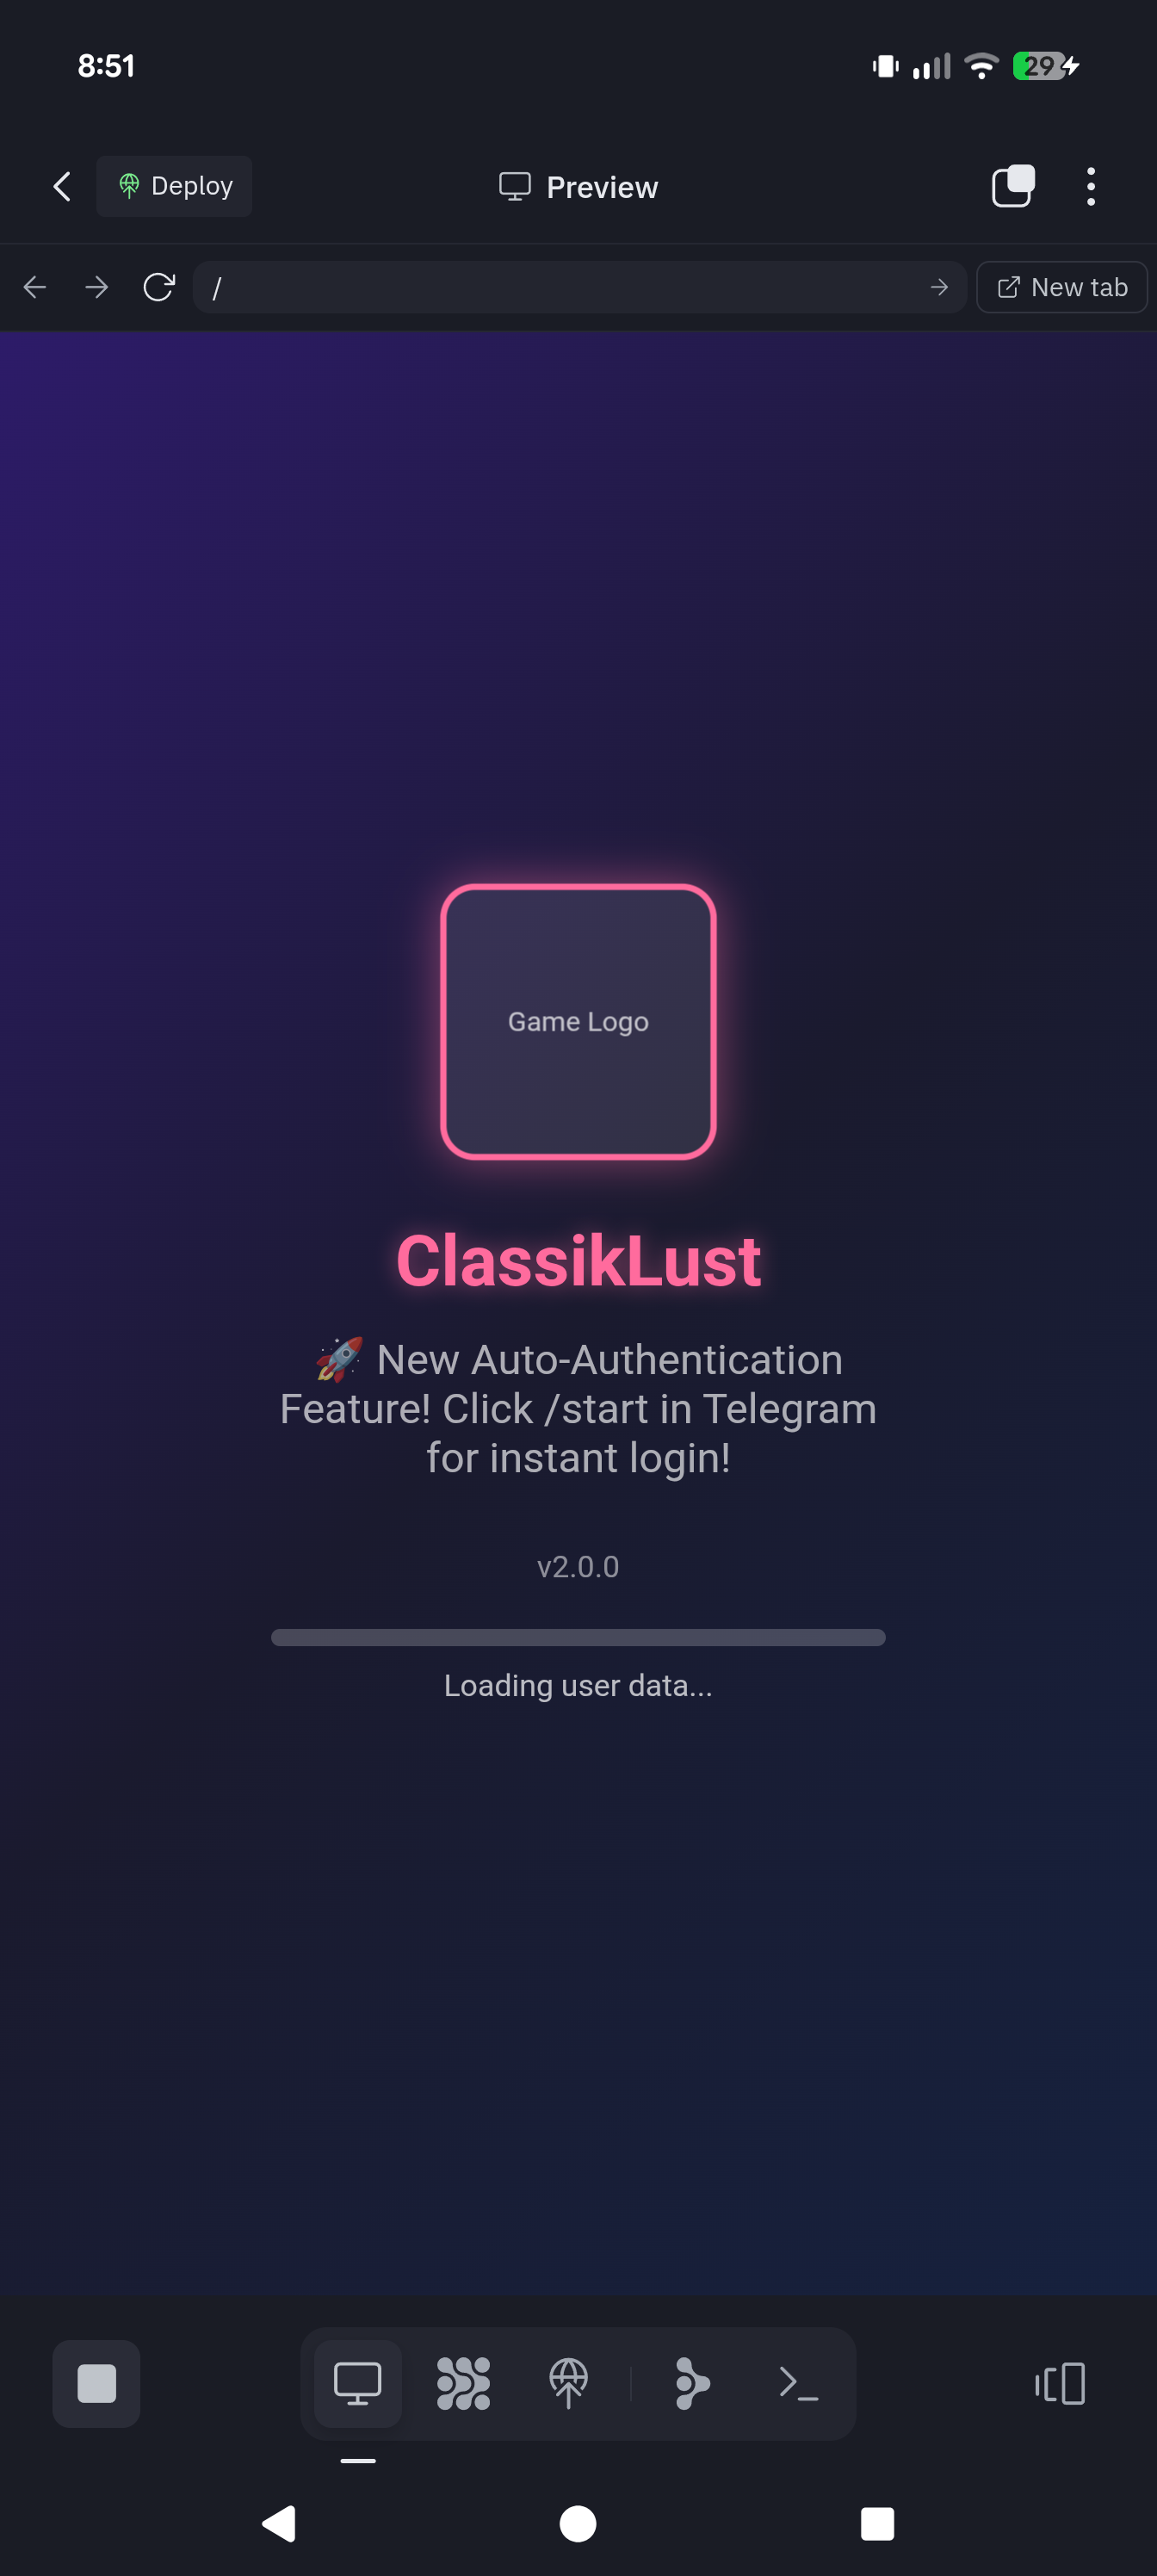 8:51
29
Deploy
Preview
/
New tab
Game Logo
ClassikLust
🚀 New Auto-Authentication
Feature! Click /start in Telegram
for instant login!
v2.0.0
Loading user data...